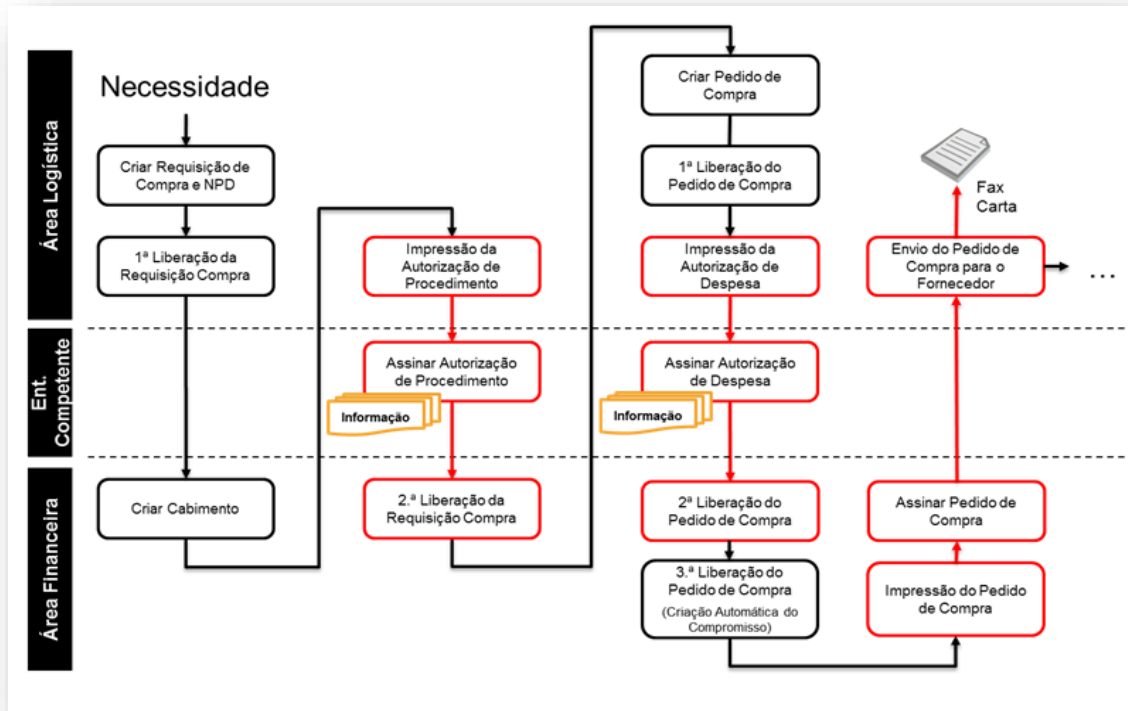 Área Logística
Necessidade
Criar Requisição de
Compra e NPD
1ª Liberação da
Requisição Compra
Impressão da
Autorização de
Procedimento
Criar Pedido de
Compra
1ª Liberação do
Pedido de Compra
Impressão da
Autorização de
Despesa
Fax
Carta
Envio do Pedido de
Compra para o
Fornecedor
...
Ent.
Competente
Assinar Autorização
de Procedimento
Informação
Assinar Autorização
de Despesa
Informação
Área Financeira
Criar Cabimento
2.ª Liberação da
Requisição Compra
2ª Liberação do
Pedido de Compra
3.ª Liberação do
Pedido de Compra
(Criação Automática do
Compromisso)
Assinar Pedido de
Compra
Impressão do Pedido
de Compra